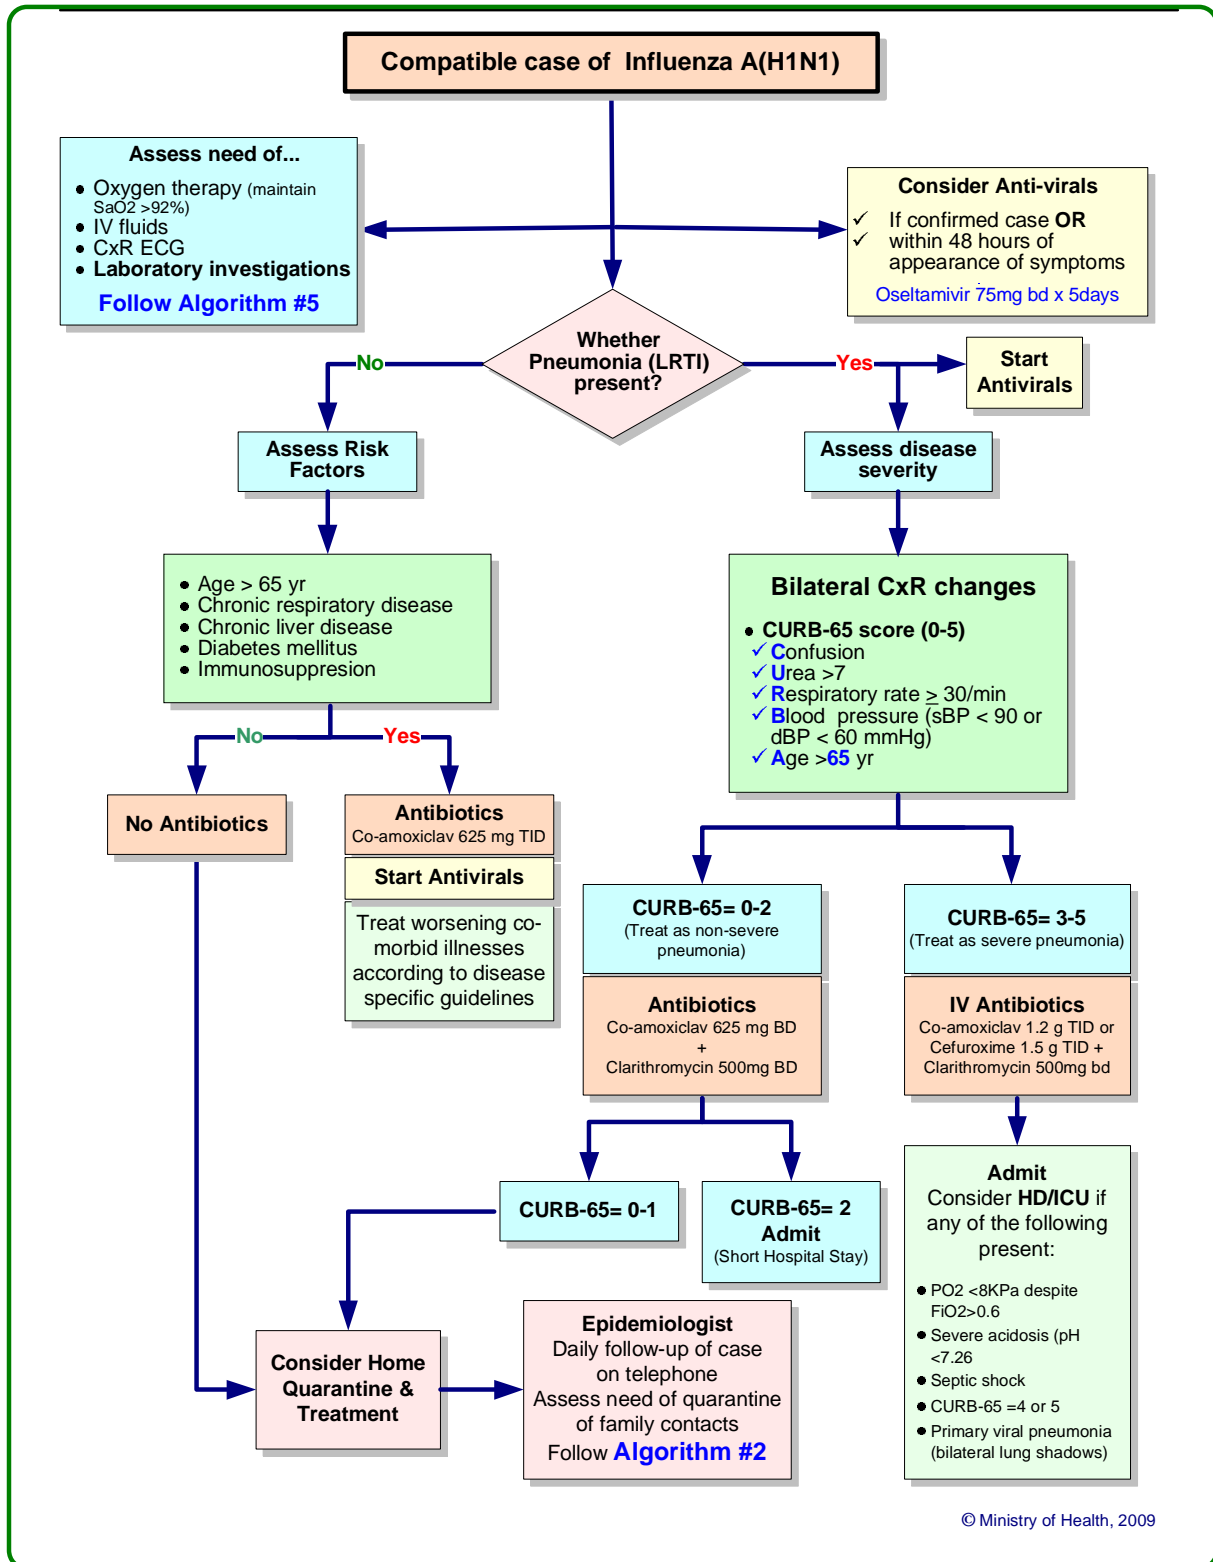 Compatible case of Influenza A(H1N1)
Assess need of...
● Oxygen therapy (maintain
SaO2 >92%)
● IV fluids
● CxR ECG
● Laboratory investigations
Follow Algorithm #5
Consider Anti-virals
✓ If confirmed case OR
✓ within 48 hours of
appearance of symptoms
Oseltamivir 75mg bd x 5days
Whether
Pneumonia (LRTI)
present?
No
Yes
Start
Antivirals
Assess Risk
Factors
Assess disease
severity
● Age > 65 yr
● Chronic respiratory disease
● Chronic liver disease
● Diabetes mellitus
● Immunosuppresion
Bilateral CxR changes
● CURB-65 score (0-5)
✓ Confusion
✓ Urea >7
✓ Respiratory rate ≥ 30/min
✓ Blood pressure (sBP < 90 or
dBP < 60 mmHg)
✓ Age >65 yr
No
Yes
No Antibiotics
Antibiotics
Co-amoxiclav 625 mg TID
Start Antivirals
Treat worsening co-
morbid illnesses
according to disease
specific guidelines
CURB-65= 0-2
(Treat as non-severe
pneumonia)
Antibiotics
Co-amoxiclav 625 mg BD
+
Clarithromycin 500mg BD
CURB-65= 3-5
(Treat as severe pneumonia)
IV Antibiotics
Co-amoxiclav 1.2 g TID or
Cefuroxime 1.5 g TID +
Clarithromycin 500mg bd
CURB-65= 0-1
CURB-65= 2
Admit
(Short Hospital Stay)
Admit
Consider HD/ICU if
any of the following
present:
● PO2 <8KPa despite
FiO2>0.6
● Severe acidosis (pH
<7.26
● Septic shock
● CURB-65 =4 or 5
● Primary viral pneumonia
(bilateral lung shadows)
Consider Home
Quarantine &
Treatment
Epidemiologist
Daily follow-up of case
on telephone
Assess need of quarantine
of family contacts
Follow Algorithm #2
© Ministry of Health, 2009